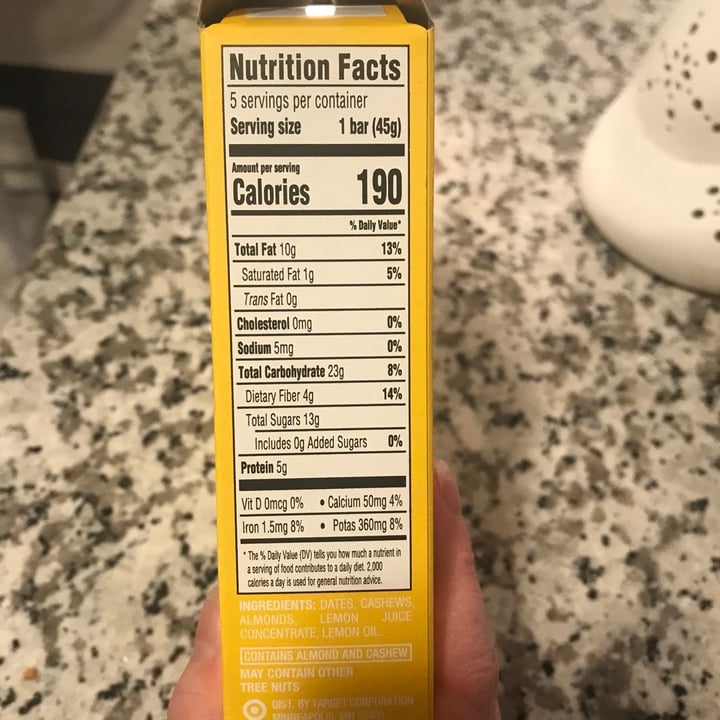 Nutrition Facts
5 servings per container
Serving size 1 bar (45g)
Amount per serving
Calories 190
% Daily Value*
Total Fat 10g 13%
Saturated Fat 1g 5%
Trans Fat 0g
Cholesterol 0mg 0%
Sodium 5mg 0%
Total Carbohydrate 23g 8%
Dietary Fiber 4g 14%
Total Sugars 13g
Includes 0g Added Sugars 0%
Protein 5g
Vit D 0mcg 0% • Calcium 50mg 4%
Iron 1.5mg 8% • Potas 360mg 8%
* The % Daily Value (DV) tells you how much a nutrient in
a serving of food contributes to a daily diet. 2,000
calories a day is used for general nutrition advice.
INGREDIENTS: DATES, CASHEWS,
ALMONDS, LEMON JUICE
CONCENTRATE, LEMON OIL.
CONTAINS ALMOND AND CASHEW
MAY CONTAIN OTHER
TREE NUTS
DIST. BY TARGET CORPORATION
MINNEAPOLIS, MN 55403